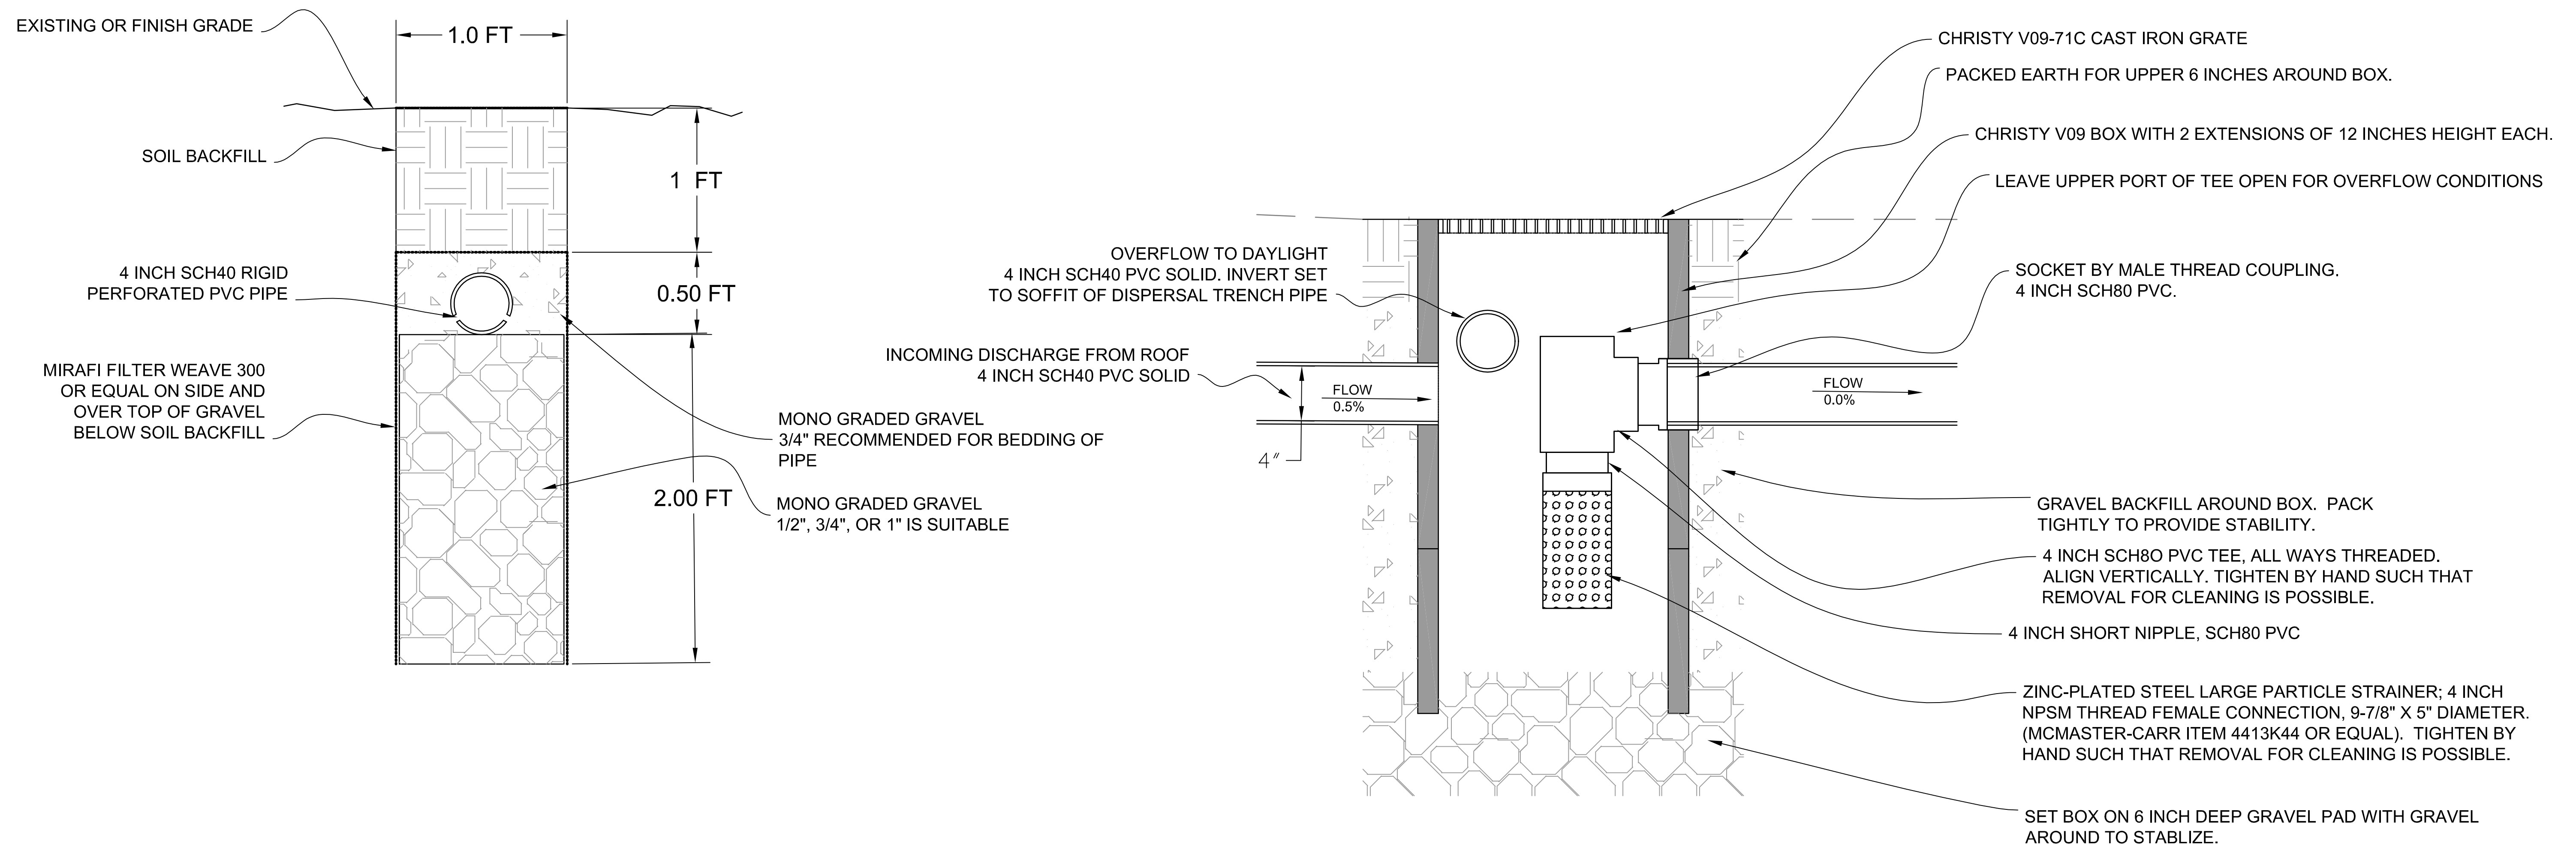 EXISTING OR FINISH GRADE
1.0 FT
SOIL BACKFILL
1 FT
4 INCH SCH40 RIGID
PERFORATED PVC PIPE
0.50 FT
MIRAFI FILTER WEAVE 300
OR EQUAL ON SIDE AND
OVER TOP OF GRAVEL
BELOW SOIL BACKFILL
MONO GRADED GRAVEL
3/4" RECOMMENDED FOR BEDDING OF
PIPE
2.00 FT
MONO GRADED GRAVEL
1/2", 3/4", OR 1" IS SUITABLE
OVERFLOW TO DAYLIGHT
4 INCH SCH40 PVC SOLID. INVERT SET
TO SOFFIT OF DISPERSAL TRENCH PIPE
INCOMING DISCHARGE FROM ROOF
4 INCH SCH40 PVC SOLID
FLOW
0.5%
4"
FLOW
0.0%
CHRISTY V09-71C CAST IRON GRATE
PACKED EARTH FOR UPPER 6 INCHES AROUND BOX.
CHRISTY V09 BOX WITH 2 EXTENSIONS OF 12 INCHES HEIGHT EACH.
LEAVE UPPER PORT OF TEE OPEN FOR OVERFLOW CONDITIONS
SOCKET BY MALE THREAD COUPLING.
4 INCH SCH80 PVC.
GRAVEL BACKFILL AROUND BOX. PACK
TIGHTLY TO PROVIDE STABILITY.
4 INCH SCH8O PVC TEE, ALL WAYS THREADED.
ALIGN VERTICALLY. TIGHTEN BY HAND SUCH THAT
REMOVAL FOR CLEANING IS POSSIBLE.
4 INCH SHORT NIPPLE, SCH80 PVC
ZINC-PLATED STEEL LARGE PARTICLE STRAINER; 4 INCH
NPSM THREAD FEMALE CONNECTION, 9-7/8" X 5" DIAMETER.
(MCMASTER-CARR ITEM 4413K44 OR EQUAL). TIGHTEN BY
HAND SUCH THAT REMOVAL FOR CLEANING IS POSSIBLE.
SET BOX ON 6 INCH DEEP GRAVEL PAD WITH GRAVEL
AROUND TO STABLIZE.